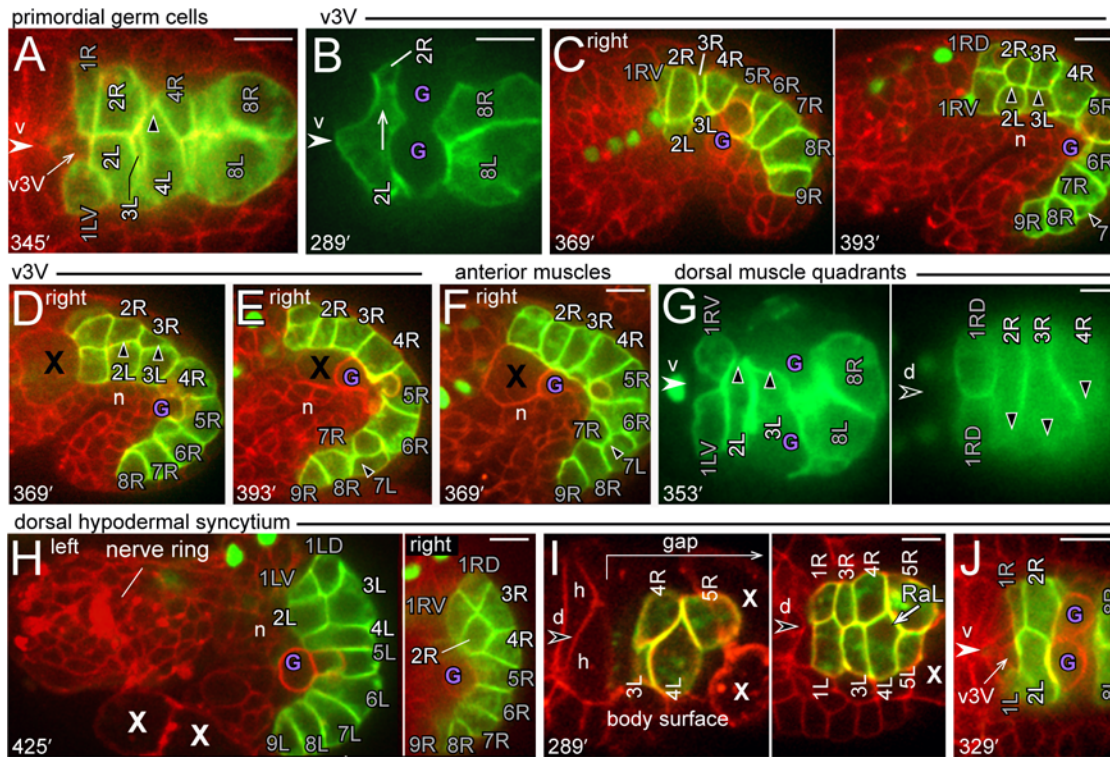 primordial germ cells
v3V
A
1R
2R
4R
8R
v
v3V
2L
3L
4L
8L
1LV
345′
B
2R
G
G
8R
v
2L
8L
289′
C
right
1RV
2R
3R
4R
5R
6R
7R
8R
9R
2L
3L
G
369′
1RD
2R
3R
4R
5R
1RV
2L
3L
n
G
6R
7R
9R
8R
7
393′
v3V
anterior muscles
dorsal muscle quadrants
D
right
2R
3R
4R
X
2L
3L
n
G
5R
6R
7R
8R
369′
E
right
2R
3R
4R
X
G
n
5R
7R
6R
7L
9R
8R
393′
F
right
2R
3R
4R
X
G
n
5R
7R
6R
7L
9R
8R
369′
G
1RV
G
8R
v
1LV
2L
3L
G
8L
353′
1RD
2R
3R
4R
d
1RD
dorsal hypodermal syncytium
H
left
nerve ring
1LD
1LV
3L
2L
n
4L
G
5L
6L
X
X
9L
8L
7L
425′
right
1RD
1RV
3R
4R
2R
G
5R
6R
9R
8R
7R
I
gap
h
4R
5R
X
d
h
3L
4L
X
body surface
289′
1R
3R
4R
5R
RaL
d
1L
3L
4L
5L
X
J
1R
2R
8R
G
v
v3V
G
1L
2L
8L
329′